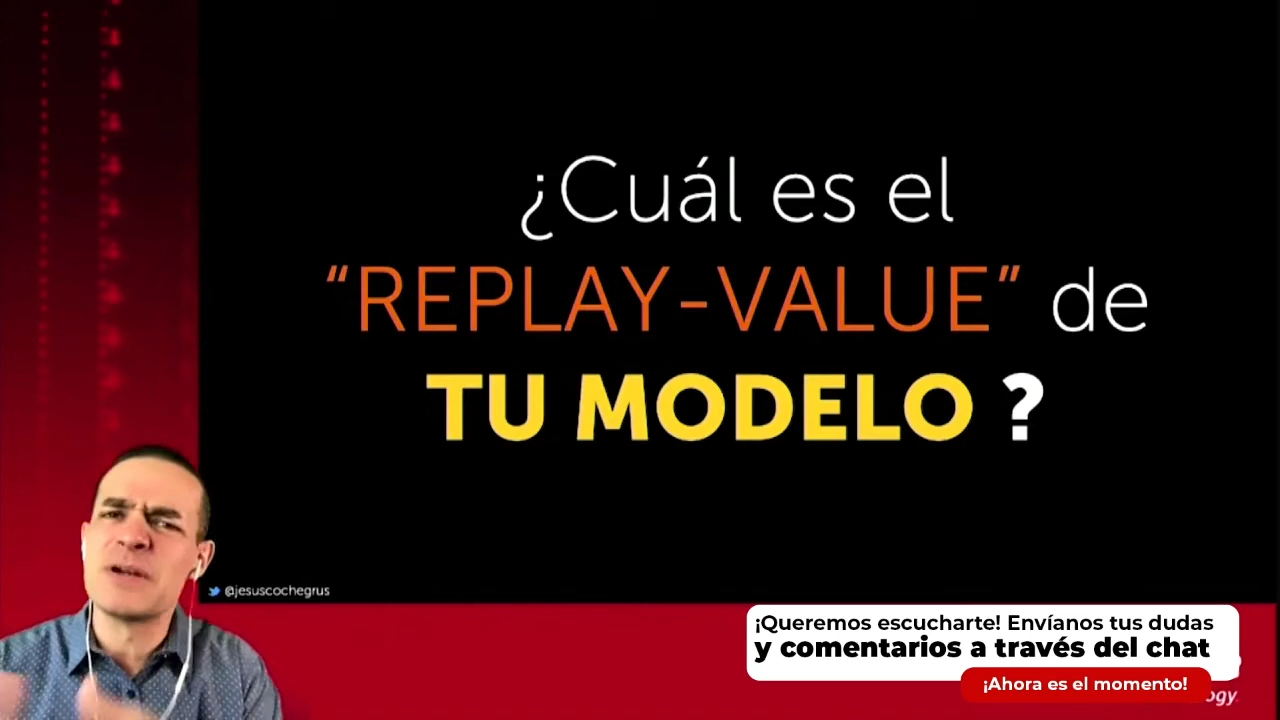 ¿Cuál es el
“REPLAY-VALUE” de
TU MODELO ?
@jesuscochegrus
¡Queremos escucharte! Envíanos tus dudas
y comentarios a través del chat
¡Ahora es el momento!